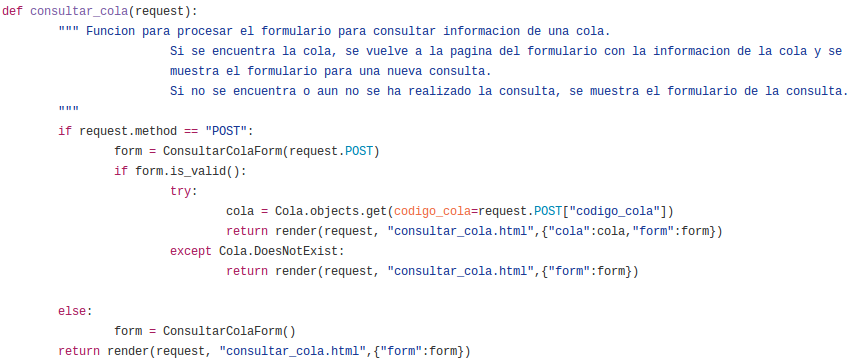 def consultar_cola(request):
""" Funcion para procesar el formulario para consultar informacion de una cola.
Si se encuentra la cola, se vuelve a la pagina del formulario con la informacion de la cola y se
muestra el formulario para una nueva consulta.
Si no se encuentra o aun no se ha realizado la consulta, se muestra el formulario de la consulta.
"""
if request.method == "POST":
form = ConsultarColaForm(request.POST)
if form.is_valid():
try:
cola = Cola.objects.get(codigo_cola=request.POST["codigo_cola"])
return render(request, "consultar_cola.html",{"cola":cola,"form":form})
except Cola.DoesNotExist:
return render(request, "consultar_cola.html",{"form":form})
else:
form = ConsultarColaForm()
return render(request, "consultar_cola.html",{"form":form})